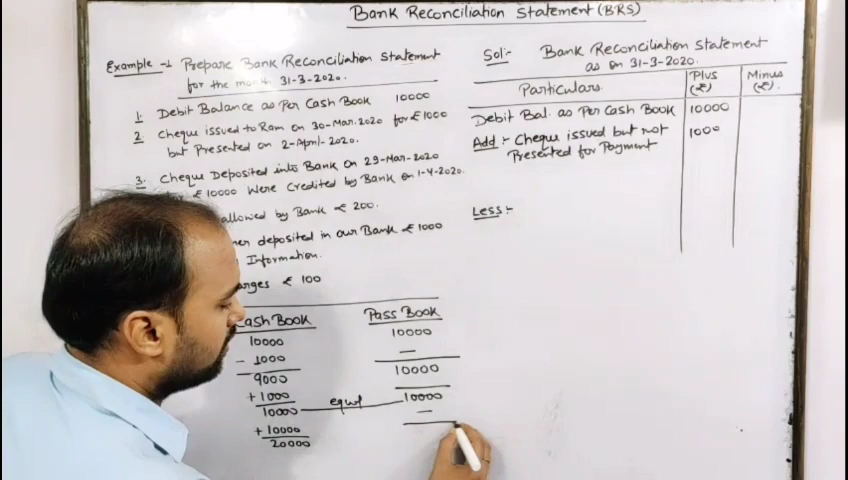 Bank Reconciliation Statement (BRS)
Example -1 Prepare Bank Reconciliation Statement
for the month 31-3-2020.
1. Debit Balance as Per Cash Book 10000
2. Cheque issued to Ram on 30-Mar.2020 for ₹1000
but Presented on 2-April-2020.
3. Cheque Deposited into Bank on 29-Mar-2020
₹10000 Were Credited by Bank on 1-4-2020.
allowed by Bank ₹ 200.
deposited in our Bank ₹1000
Information.
₹ 100
Cash Book
10000
- 1000
9000
+ 1000
10000 equal
+ 10000
20000
Pass Book
10000
—
10000
10000
—
Sol:- Bank Reconciliation Statement
as on 31-3-2020.
Particulars. Plus (₹) Minus (₹).
Debit Bal. as Per Cash Book 10000
Add:- Cheque issued but not 1000
Presented for Payment
Less:-